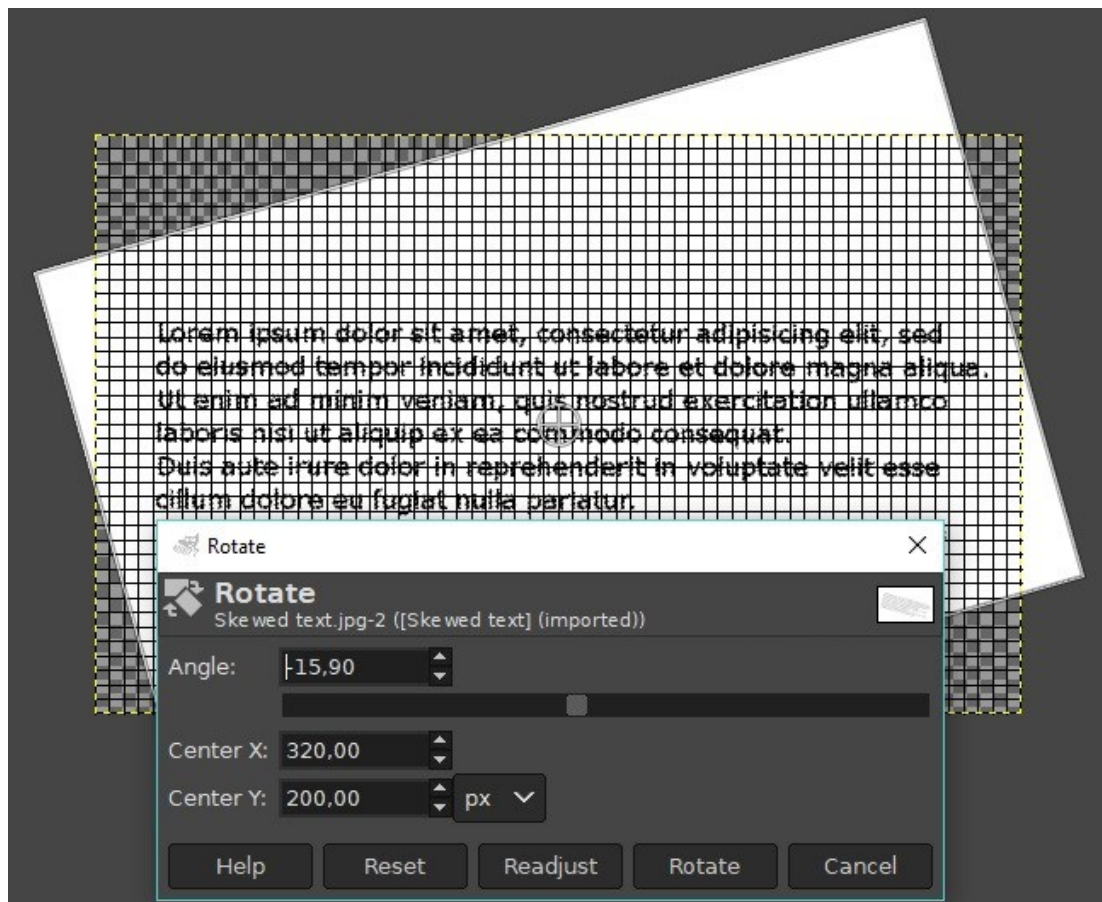 Lorem ipsum dolor sit amet, consectetur adipisicing elit, sed
do eiusmod tempor incididunt ut labore et dolore magna aliqua.
Ut enim ad minim veniam, quis nostrud exercitation ullamco
laboris nisi ut aliquip ex ea commodo consequat.
Duis aute irure dolor in reprehenderit in voluptate velit esse
cillum dolore eu fugiat nulla pariatur.
Rotate
Rotate
Skewed text.jpg-2 ([Skewed text] (imported))
Angle: -15,90
Center X: 320,00
Center Y: 200,00 px
Help Reset Readjust Rotate Cancel